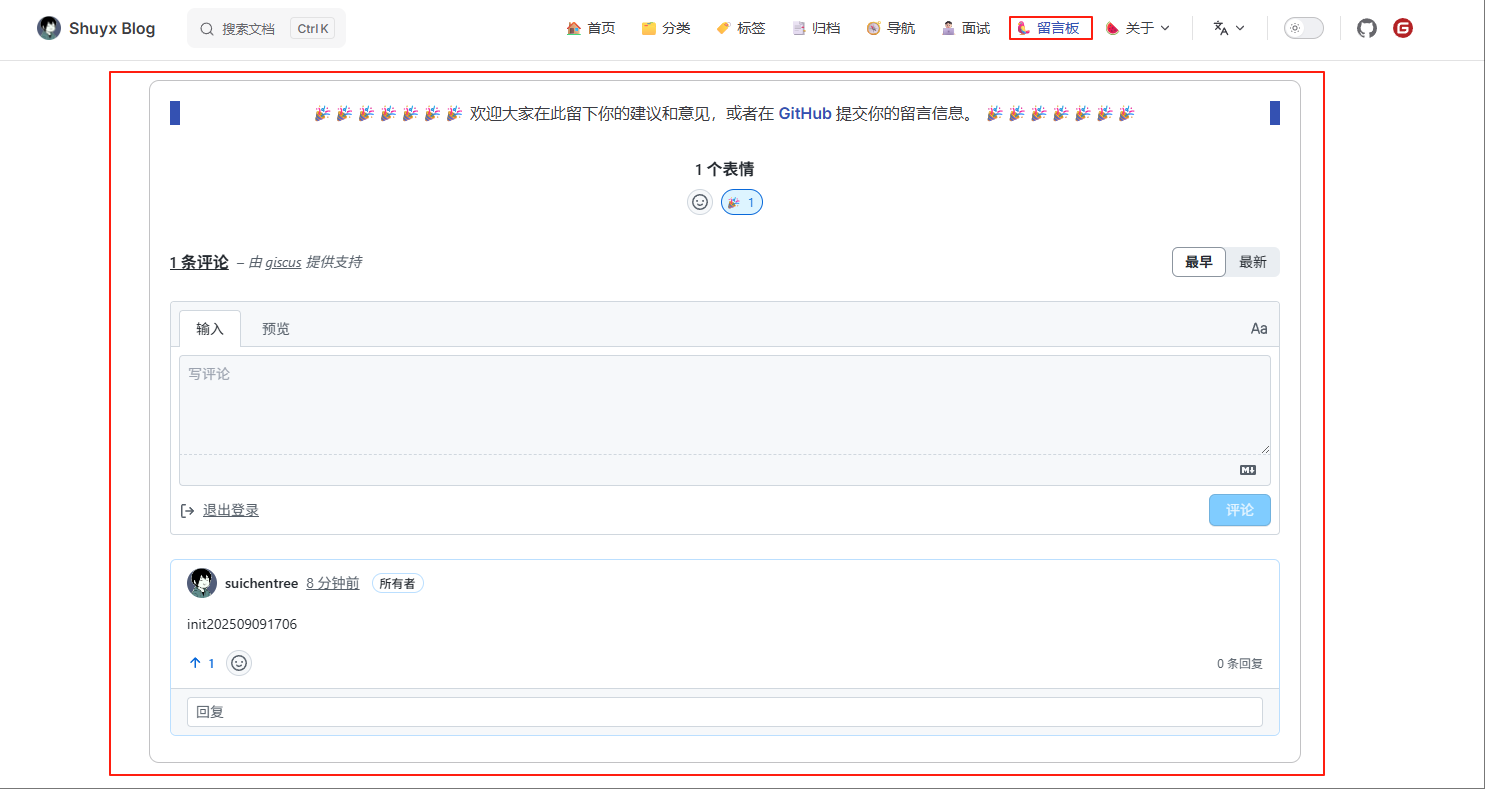 Shuyx Blog 搜索文档 Ctrl K 首页 分类 标签 归档 导航 面试 留言板 关于
欢迎大家在此留下你的建议和意见，或者在 GitHub 提交你的留言信息。
1 个表情
1
1 条评论 – 由 giscus 提供支持 最早 最新
输入 预览 Aa
写评论
退出登录 评论
suichentree 8 分钟前 所有者
init202509091706
1 0 条回复
回复